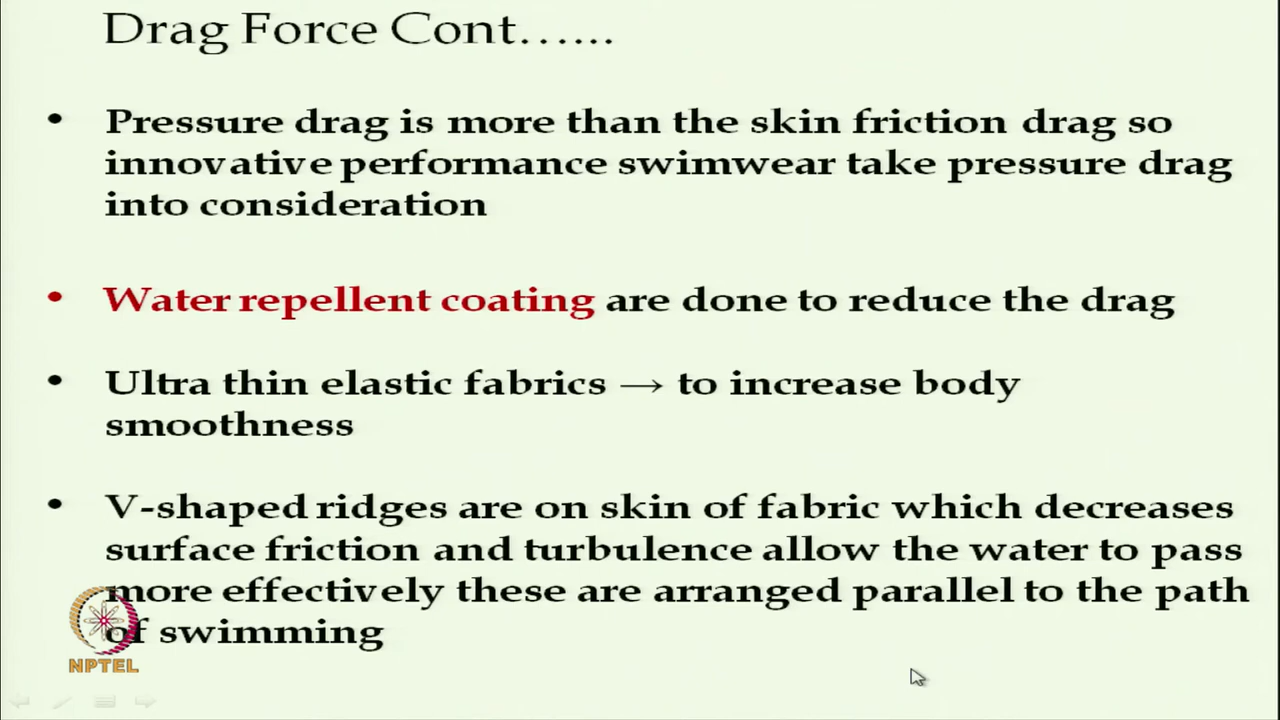 Drag Force Cont......
• Pressure drag is more than the skin friction drag so
innovative performance swimwear take pressure drag
into consideration
• Water repellent coating are done to reduce the drag
• Ultra thin elastic fabrics → to increase body
smoothness
• V-shaped ridges are on skin of fabric which decreases
surface friction and turbulence allow the water to pass
more effectively these are arranged parallel to the path
of swimming
NPTEL